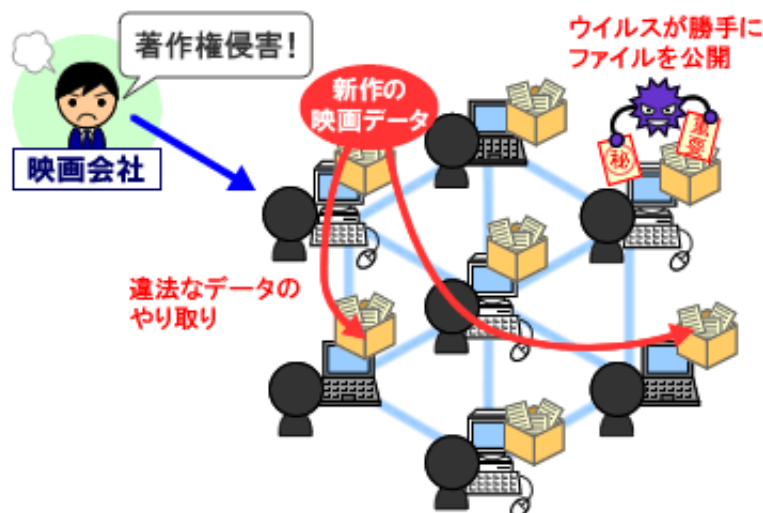 著作権侵害!
映画会社
新作の
映画データ
ウイルスが勝手に
ファイルを公開
秘
重要
違法なデータの
やり取り